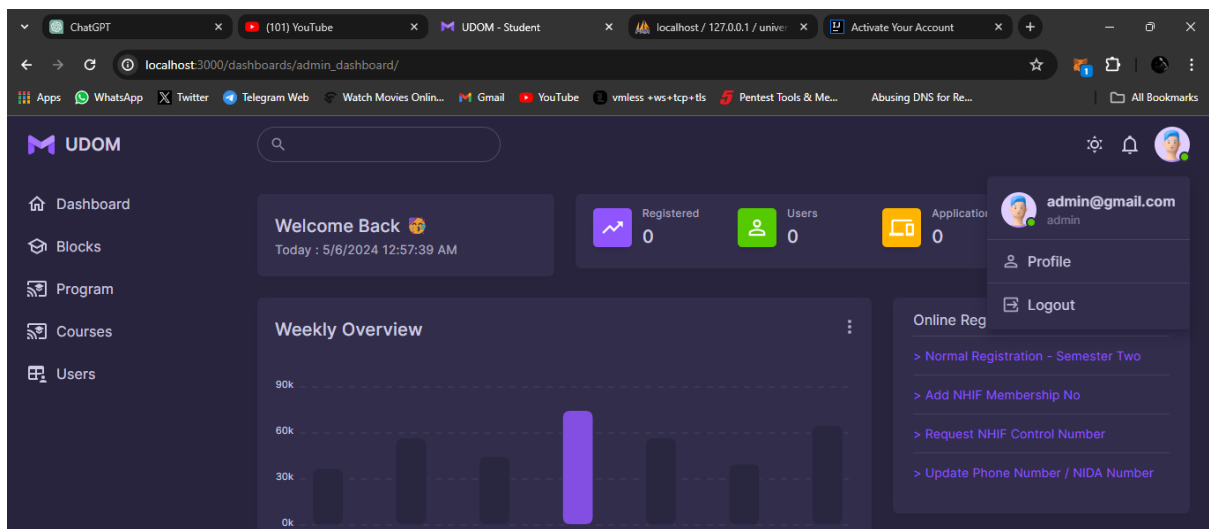 ChatGPT
(101) YouTube
UDOM - Student
localhost / 127.0.0.1 / univer
Activate Your Account
localhost:3000/dashboards/admin_dashboard/
Apps WhatsApp Twitter Telegram Web Watch Movies Onlin... Gmail YouTube vmless +ws+tcp+tls Pentest Tools & Me... Abusing DNS for Re... All Bookmarks
UDOM
Dashboard
Blocks
Program
Courses
Users
Welcome Back
Today : 5/6/2024 12:57:39 AM
Registered
0
Users
0
Application
0
admin@gmail.com
admin
Profile
Logout
Weekly Overview
90k
60k
30k
0k
Online Reg
> Normal Registration - Semester Two
> Add NHIF Membership No
> Request NHIF Control Number
> Update Phone Number / NIDA Number